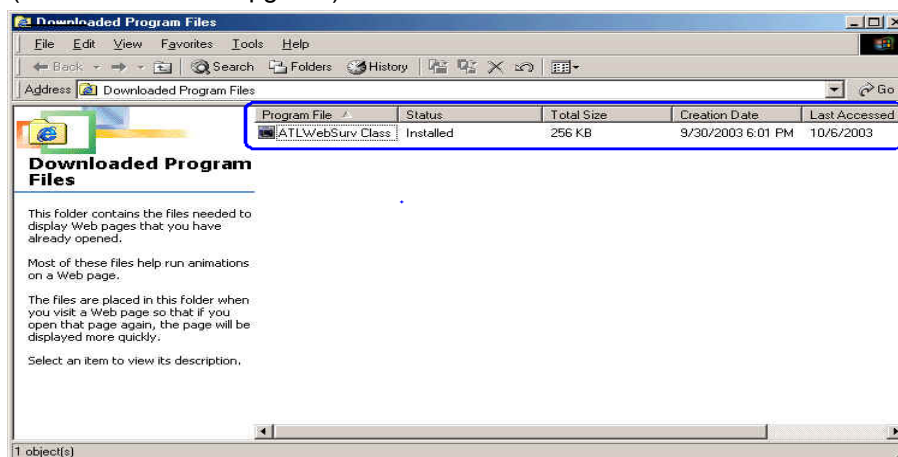 Downloaded Program Files
File Edit View Favorites Tools Help
Back Search Folders History
Address Downloaded Program Files Go
Program File Status Total Size Creation Date Last Accessed
ATLWebSurv Class Installed 256 KB 9/30/2003 6:01 PM 10/6/2003
Downloaded Program
Files
This folder contains the files needed to
display Web pages that you have
already opened.
Most of these files help run animations
on a Web page.
The files are placed in this folder when
you visit a Web page so that if you
open that page again, the page will be
displayed more quickly.
Select an item to view its description.
1 object(s)